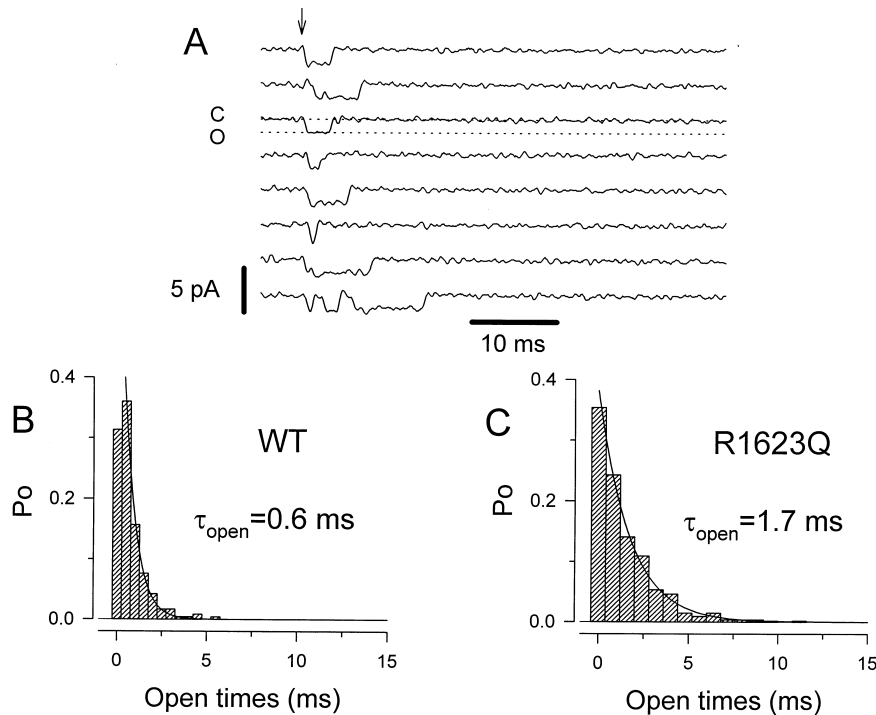 A
C
O
5 pA
10 ms
B
0.4
0.2
0.0
Po
WT
τopen=0.6 ms
0
5
10
15
Open times (ms)
C
0.4
0.2
0.0
Po
R1623Q
τopen=1.7 ms
0
5
10
15
Open times (ms)